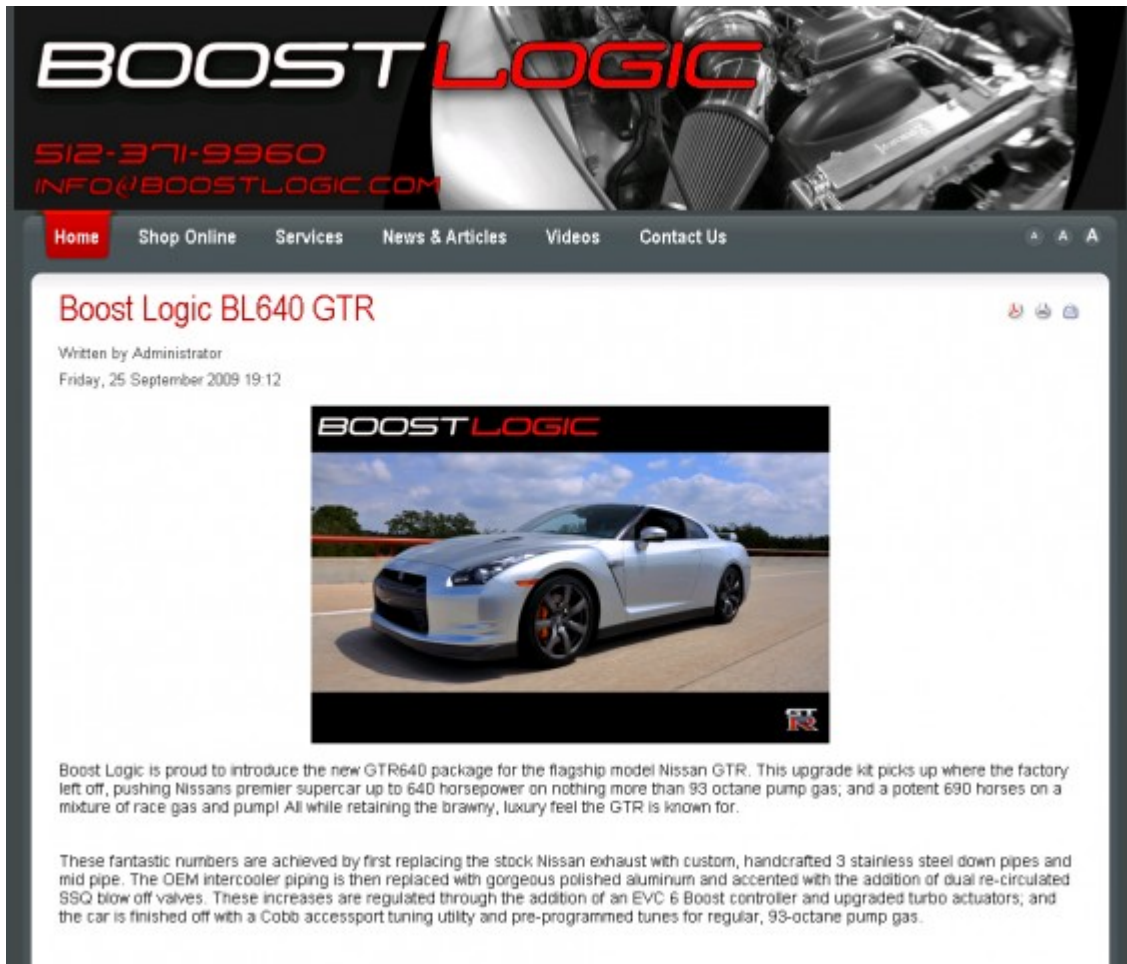 BOOST LOGIC
512-371-9960
INFO@BOOSTLOGIC.COM
Home Shop Online Services News & Articles Videos Contact Us A A A
Boost Logic BL640 GTR
Written by Administrator
Friday, 25 September 2009 19:12
BOOST LOGIC
GTR
Boost Logic is proud to introduce the new GTR640 package for the flagship model Nissan GTR. This upgrade kit picks up where the factory
left off, pushing Nissans premier supercar up to 640 horsepower on nothing more than 93 octane pump gas; and a potent 690 horses on a
mixture of race gas and pump! All while retaining the brawny, luxury feel the GTR is known for.
These fantastic numbers are achieved by first replacing the stock Nissan exhaust with custom, handcrafted 3 stainless steel down pipes and
mid pipe. The OEM intercooler piping is then replaced with gorgeous polished aluminum and accented with the addition of dual re-circulated
SSQ blow off valves. These increases are regulated through the addition of an EVC 6 Boost controller and upgraded turbo actuators; and
the car is finished off with a Cobb accessport tuning utility and pre-programmed tunes for regular, 93-octane pump gas.